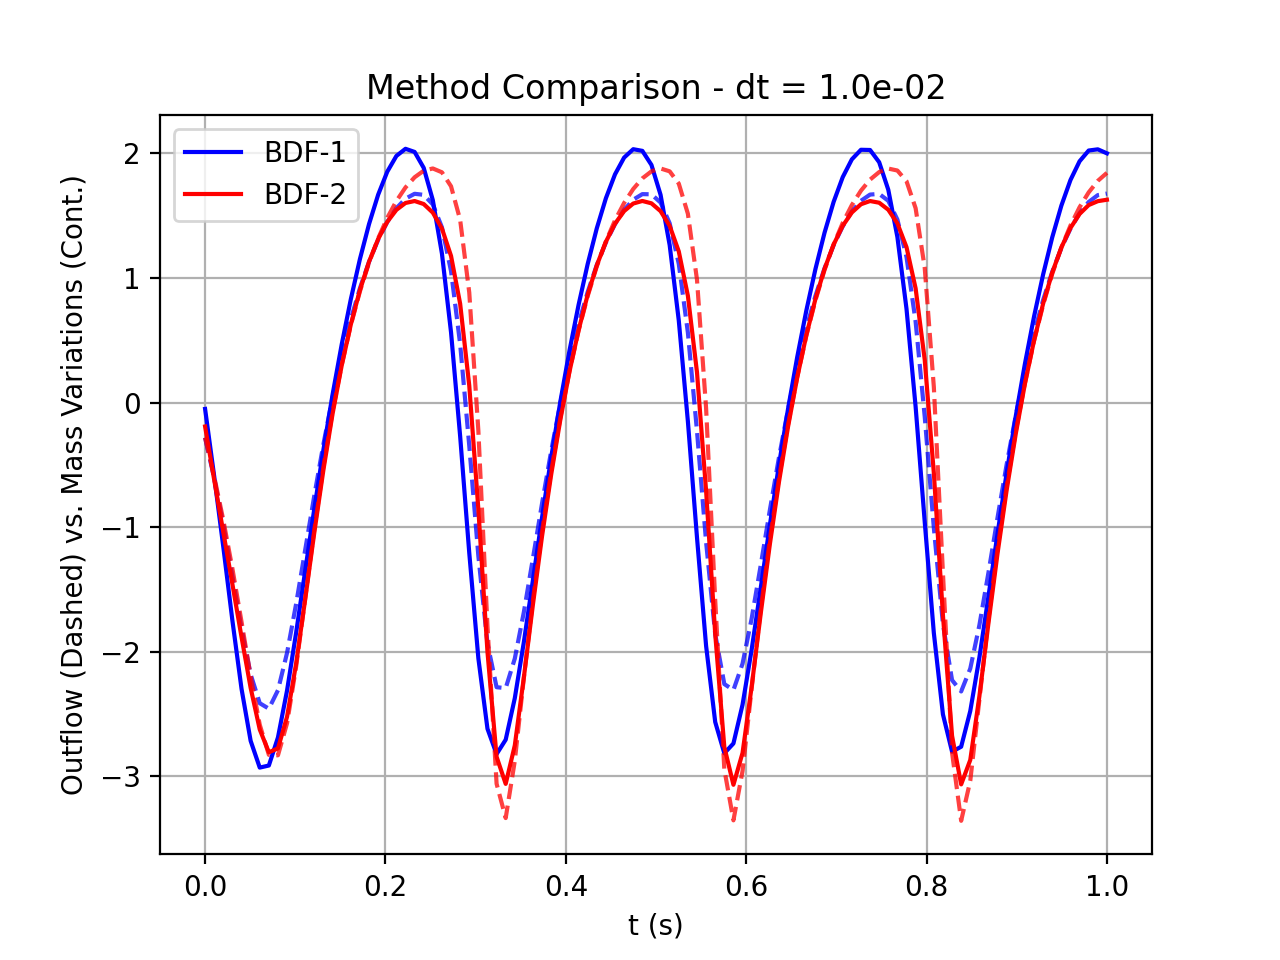 Method Comparison - dt = 1.0e-02
BDF-1
BDF-2
Outflow (Dashed) vs. Mass Variations (Cont.)
2
1
0
−1
−2
−3
0.0 0.2 0.4 0.6 0.8 1.0
t (s)